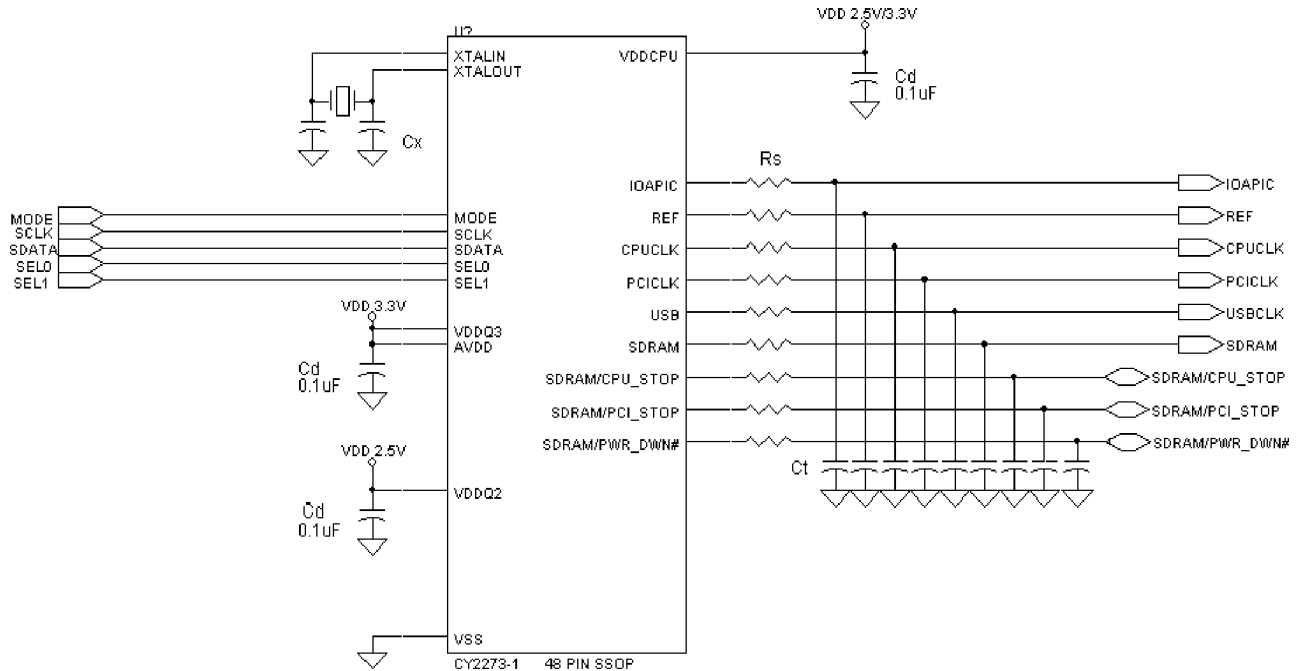 VDD 2.5V/3.3V
U?
XTALIN
XTALOUT
VDDCPU
Cd
0.1uF
Cx
Rs
IOAPIC
IOAPIC
MODE
MODE
REF
REF
SCLK
SCLK
SDATA
SDATA
CPUCLK
CPUCLK
SEL0
SEL0
SEL1
SEL1
PCICLK
PCICLK
VDD 3.3V
USB
USBCLK
VDDQ3
AVDD
SDRAM
SDRAM
Cd
0.1uF
SDRAM/CPU_STOP
SDRAM/CPU_STOP
SDRAM/PCI_STOP
SDRAM/PCI_STOP
SDRAM/PWR_DWN#
SDRAM/PWR_DWN#
VDD 2.5V
Ct
VDDQ2
Cd
0.1uF
VSS
CY2273-1 48 PIN SSOP